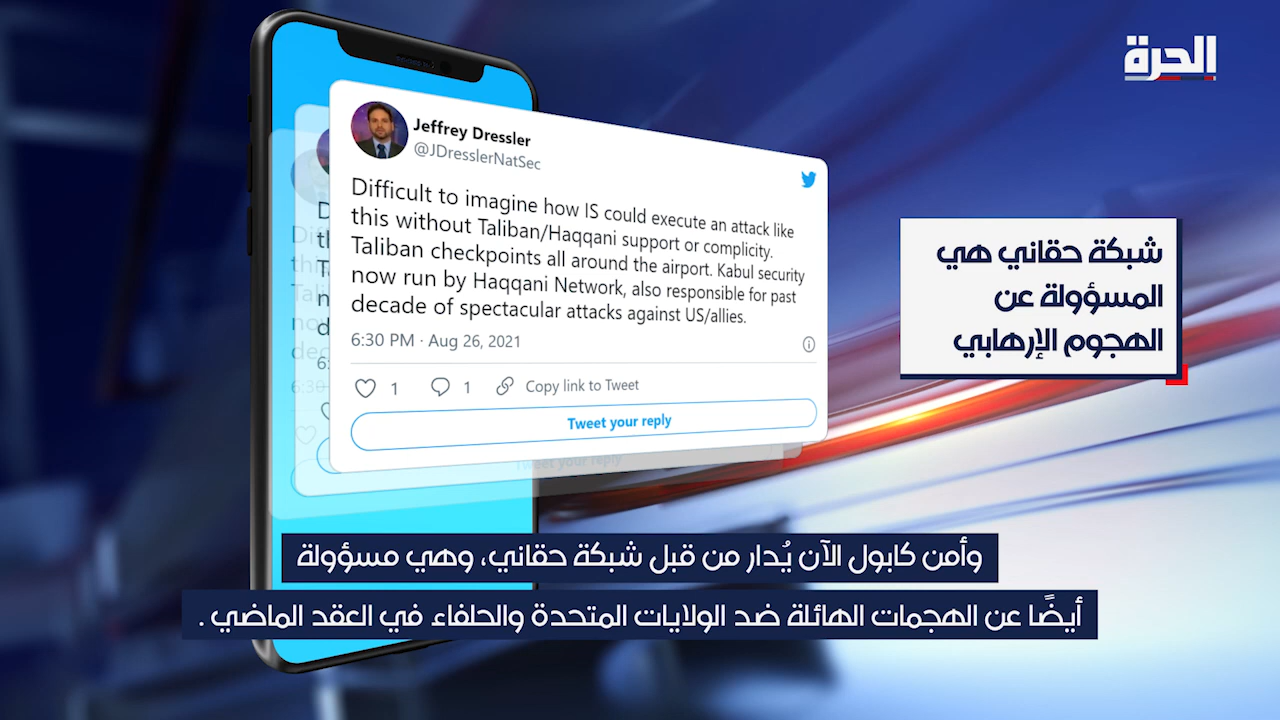 الحرة
Jeffrey Dressler
@JDresslerNatSec
Difficult to imagine how IS could execute an attack like
this without Taliban/Haqqani support or complicity.
Taliban checkpoints all around the airport. Kabul security
now run by Haqqani Network, also responsible for past
decade of spectacular attacks against US/allies.
6:30 PM · Aug 26, 2021
1
1
Copy link to Tweet
Tweet your reply
Tweet your reply
شبكة حقاني هي
المسؤولة عن
الهجوم الإرهابي
وأمن كابول الآن يُدار من قبل شبكة حقاني، وهي مسؤولة
أيضًا عن الهجمات الهائلة ضد الولايات المتحدة والحلفاء في العقد الماضي .